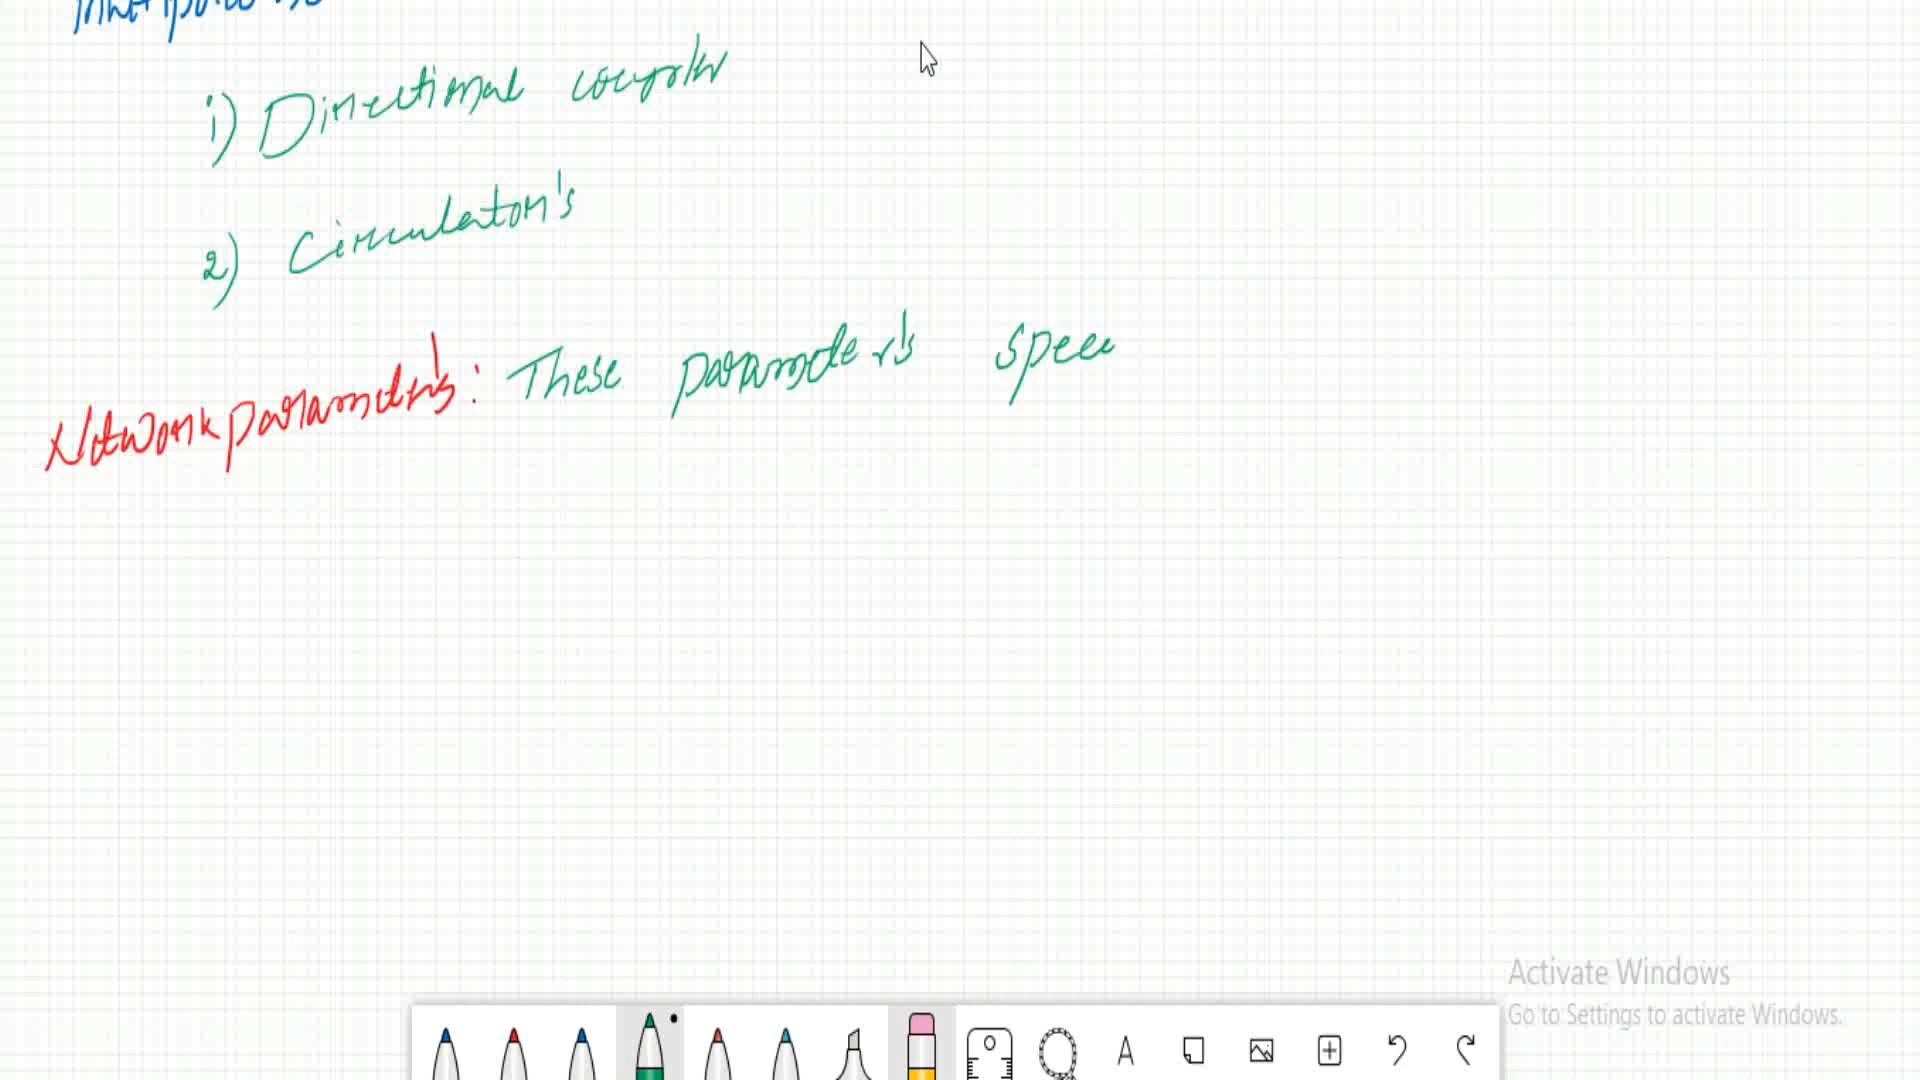 i) Directional coupler
2) Circulator's
Network parameter's: These parameter's spec
Activate Windows
Go to Settings to activate Windows.